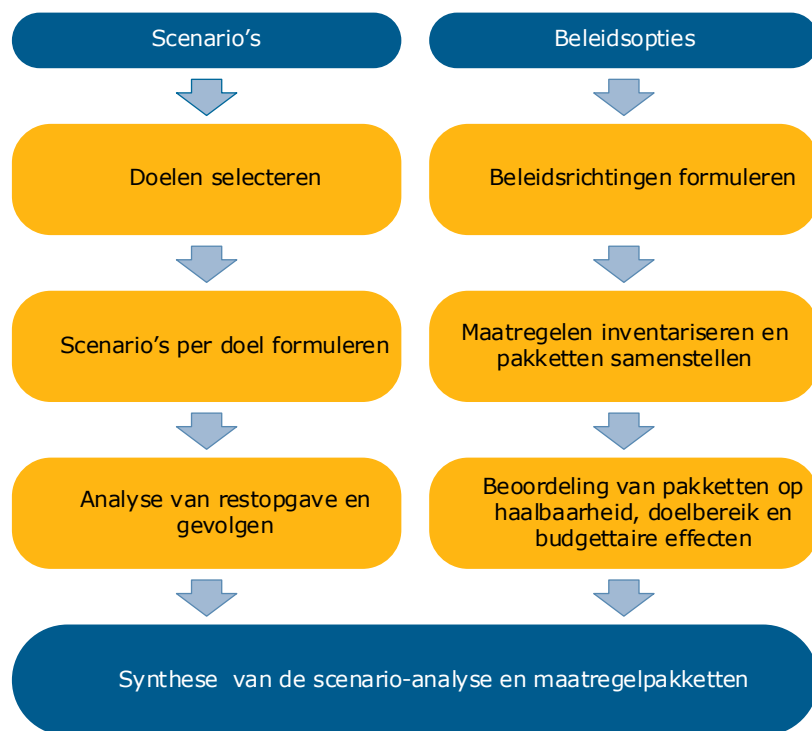 Scenario's
Beleidsopties
Doelen selecteren
Beleidsrichtingen formuleren
Scenario's per doel formuleren
Maatregelen inventariseren en
pakketten samenstellen
Analyse van restopgave en
gevolgen
Beoordeling van pakketten op
haalbaarheid, doelbereik en
budgettaire effecten
Synthese van de scenario-analyse en maatregelpakketten